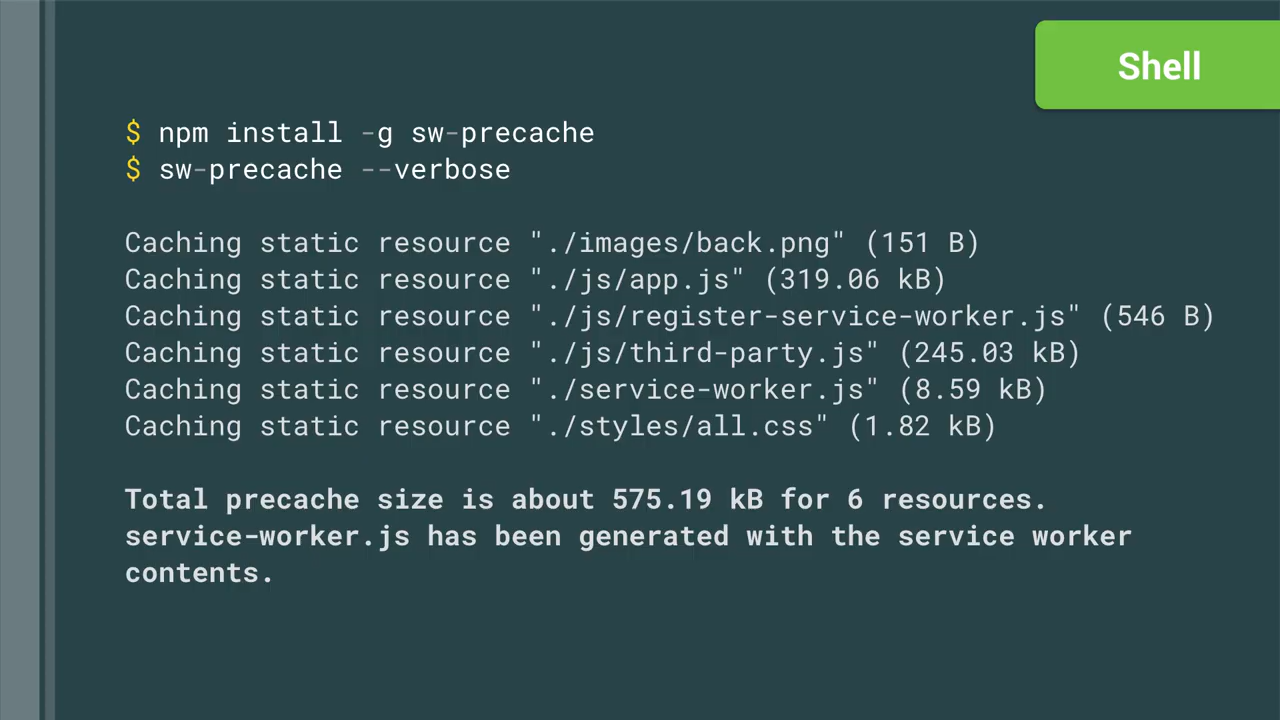 Shell
$ npm install -g sw-precache
$ sw-precache --verbose
Caching static resource "./images/back.png" (151 B)
Caching static resource "./js/app.js" (319.06 kB)
Caching static resource "./js/register-service-worker.js" (546 B)
Caching static resource "./js/third-party.js" (245.03 kB)
Caching static resource "./service-worker.js" (8.59 kB)
Caching static resource "./styles/all.css" (1.82 kB)
Total precache size is about 575.19 kB for 6 resources.
service-worker.js has been generated with the service worker
contents.